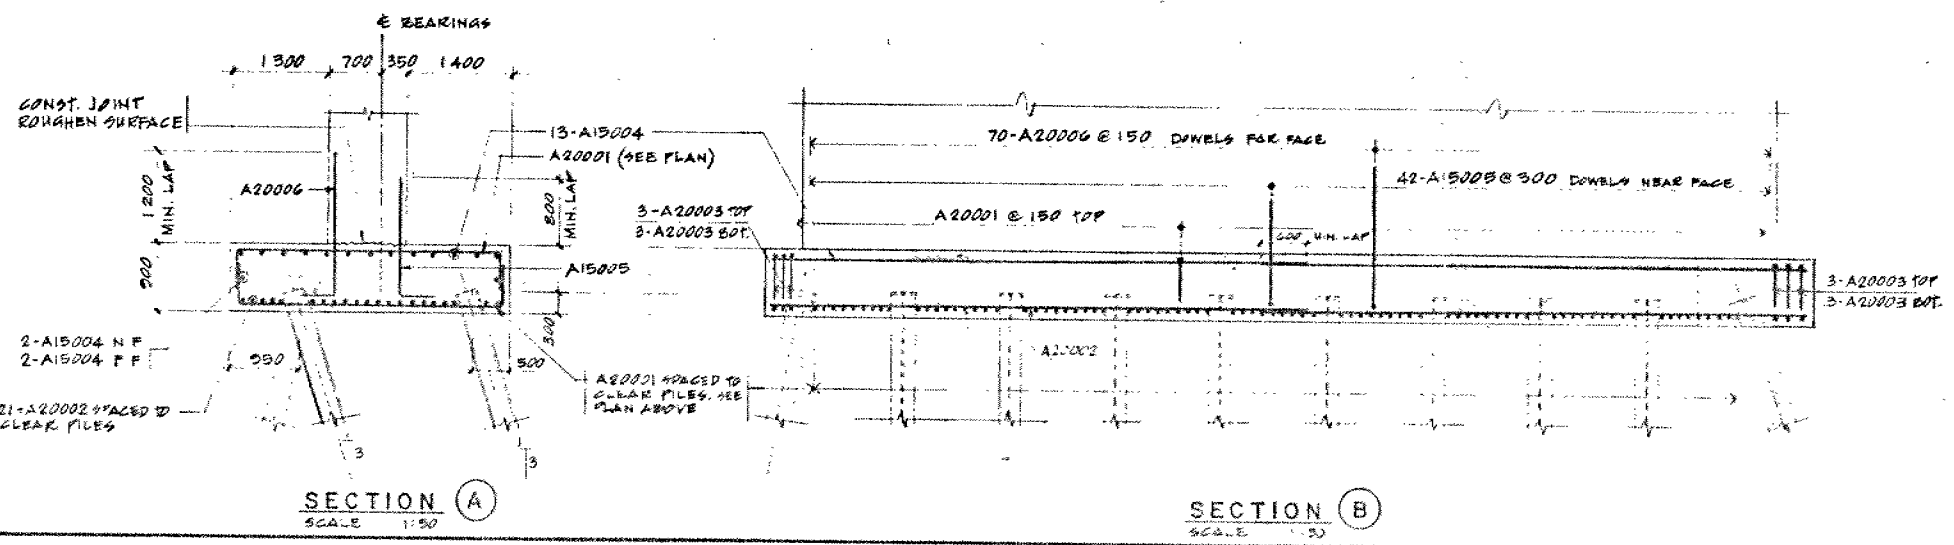 ℄ BEARINGS
1300 700 350 1400
CONST. JOINT
ROUGHEN SURFACE
1200
MIN. LAP
A20006
13-A15004
A20001 (SEE PLAN)
800
MIN. LAP
900
A15005
300
2-A15004 N F
2-A15004 F F
550
500
21-A20002 SPACED TO
CLEAR PILES
A20001 SPACED TO
CLEAR PILES. SEE
PLAN ABOVE
3
3
SECTION A
SCALE 1:50
70-A20006 @ 150 DOWELS FAR FACE
42-A15005 @ 300 DOWELS NEAR FACE
3-A20003 TOP
3-A20003 BOT.
A20001 @ 150 TOP
600 MIN. LAP
3-A20003 TOP
3-A20003 BOT.
A20002
SECTION B
SCALE 1:50